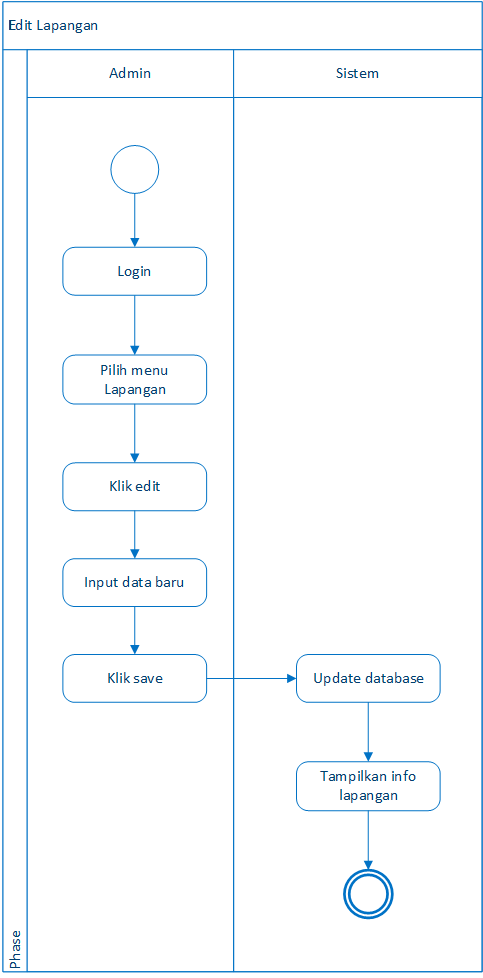 Edit Lapangan
Admin
Sistem
Login
Pilih menu
Lapangan
Klik edit
Input data baru
Klik save
Update database
Tampilkan info
lapangan
Phase